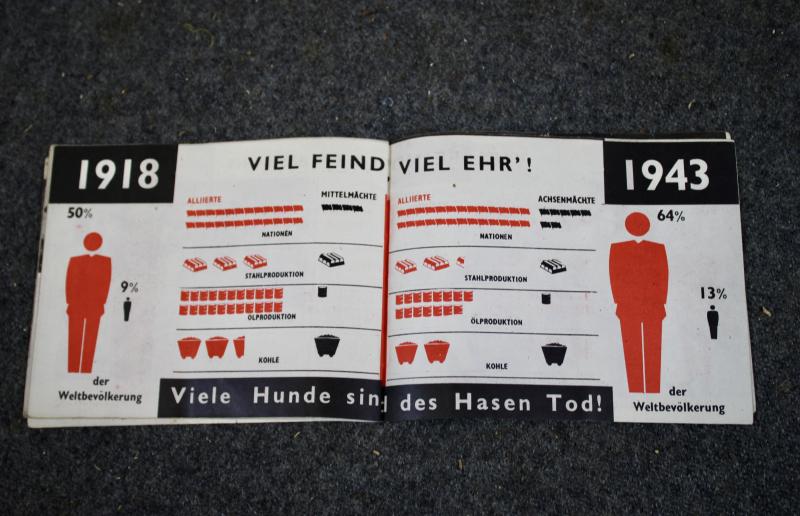 1918
VIEL FEIND VIEL EHR'!
1943
50%
9%
der
Weltbevölkerung
ALLIIERTE
MITTELMÄCHTE
NATIONEN
STAHLPRODUKTION
ÖLPRODUKTION
KOHLE
ALLIIERTE
ACHSENMÄCHTE
NATIONEN
STAHLPRODUKTION
ÖLPRODUKTION
KOHLE
64%
13%
der
Weltbevölkerung
Viele Hunde sind des Hasen Tod!